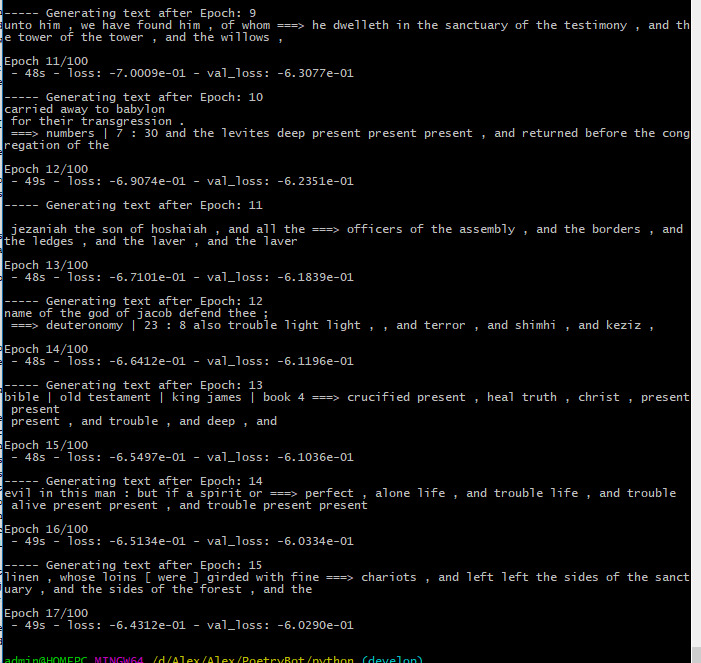 ----- Generating text after Epoch: 9
unto him , we have found him , of whom ===> he dwelleth in the sanctuary of the testimony , and th
e tower of the tower , and the willows ,
Epoch 11/100
- 48s - loss: -7.0009e-01 - val_loss: -6.3077e-01
----- Generating text after Epoch: 10
carried away to babylon
for their transgression .
===> numbers | 7 : 30 and the levites deep present present present , and returned before the cong
regation of the
Epoch 12/100
- 49s - loss: -6.9074e-01 - val_loss: -6.2351e-01
----- Generating text after Epoch: 11
jezaniah the son of hoshaiah , and all the ===> officers of the assembly , and the borders , and
the ledges , and the laver , and the laver
Epoch 13/100
- 48s - loss: -6.7101e-01 - val_loss: -6.1839e-01
----- Generating text after Epoch: 12
name of the god of jacob defend thee ;
===> deuteronomy | 23 : 8 also trouble light light , , and terror , and shimhi , and keziz ,
Epoch 14/100
- 48s - loss: -6.6412e-01 - val_loss: -6.1196e-01
----- Generating text after Epoch: 13
bible | old testament | king james | book 4 ===> crucified present , heal truth , christ , present
present
present , and trouble , and deep , and
Epoch 15/100
- 48s - loss: -6.5497e-01 - val_loss: -6.1036e-01
----- Generating text after Epoch: 14
evil in this man : but if a spirit or ===> perfect , alone life , and trouble life , and trouble
alive present present , and trouble present present
Epoch 16/100
- 49s - loss: -6.5134e-01 - val_loss: -6.0334e-01
----- Generating text after Epoch: 15
linen , whose loins [ were ] girded with fine ===> chariots , and left left the sides of the sanct
uary , and the sides of the forest , and the
Epoch 17/100
- 49s - loss: -6.4312e-01 - val_loss: -6.0290e-01
admin@HOMEPC MINGW64 /d/Alex/Alex/PoetryBot/python (develop)